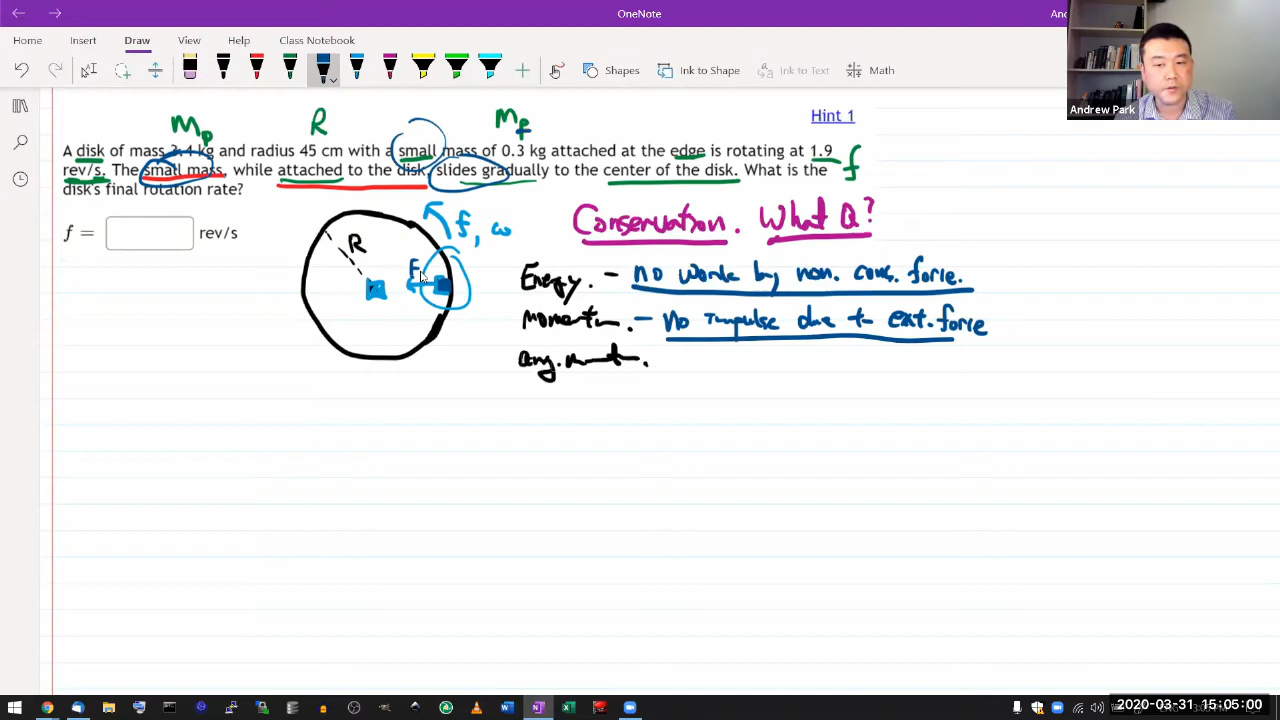 OneNote
And
Home Insert Draw View Help Class Notebook
Shapes Ink to Shape Ink to Text Math
Andrew Park
Hint 1
R
A disk of mass kg and radius 45 cm with a small mass of 0.3 kg attached at the edge is rotating at 1.9
rev/s. The small mass, while attached to the disk, slides gradually to the center of the disk. What is the
disk's final rotation rate?
f
f = rev/s
f, ω
Conservation. What Q?
R
F
Energy. - no work by non. cons. force.
Momentum. - no impulse due to ext. force
ang. moment.
2020-03-31 15:05:00